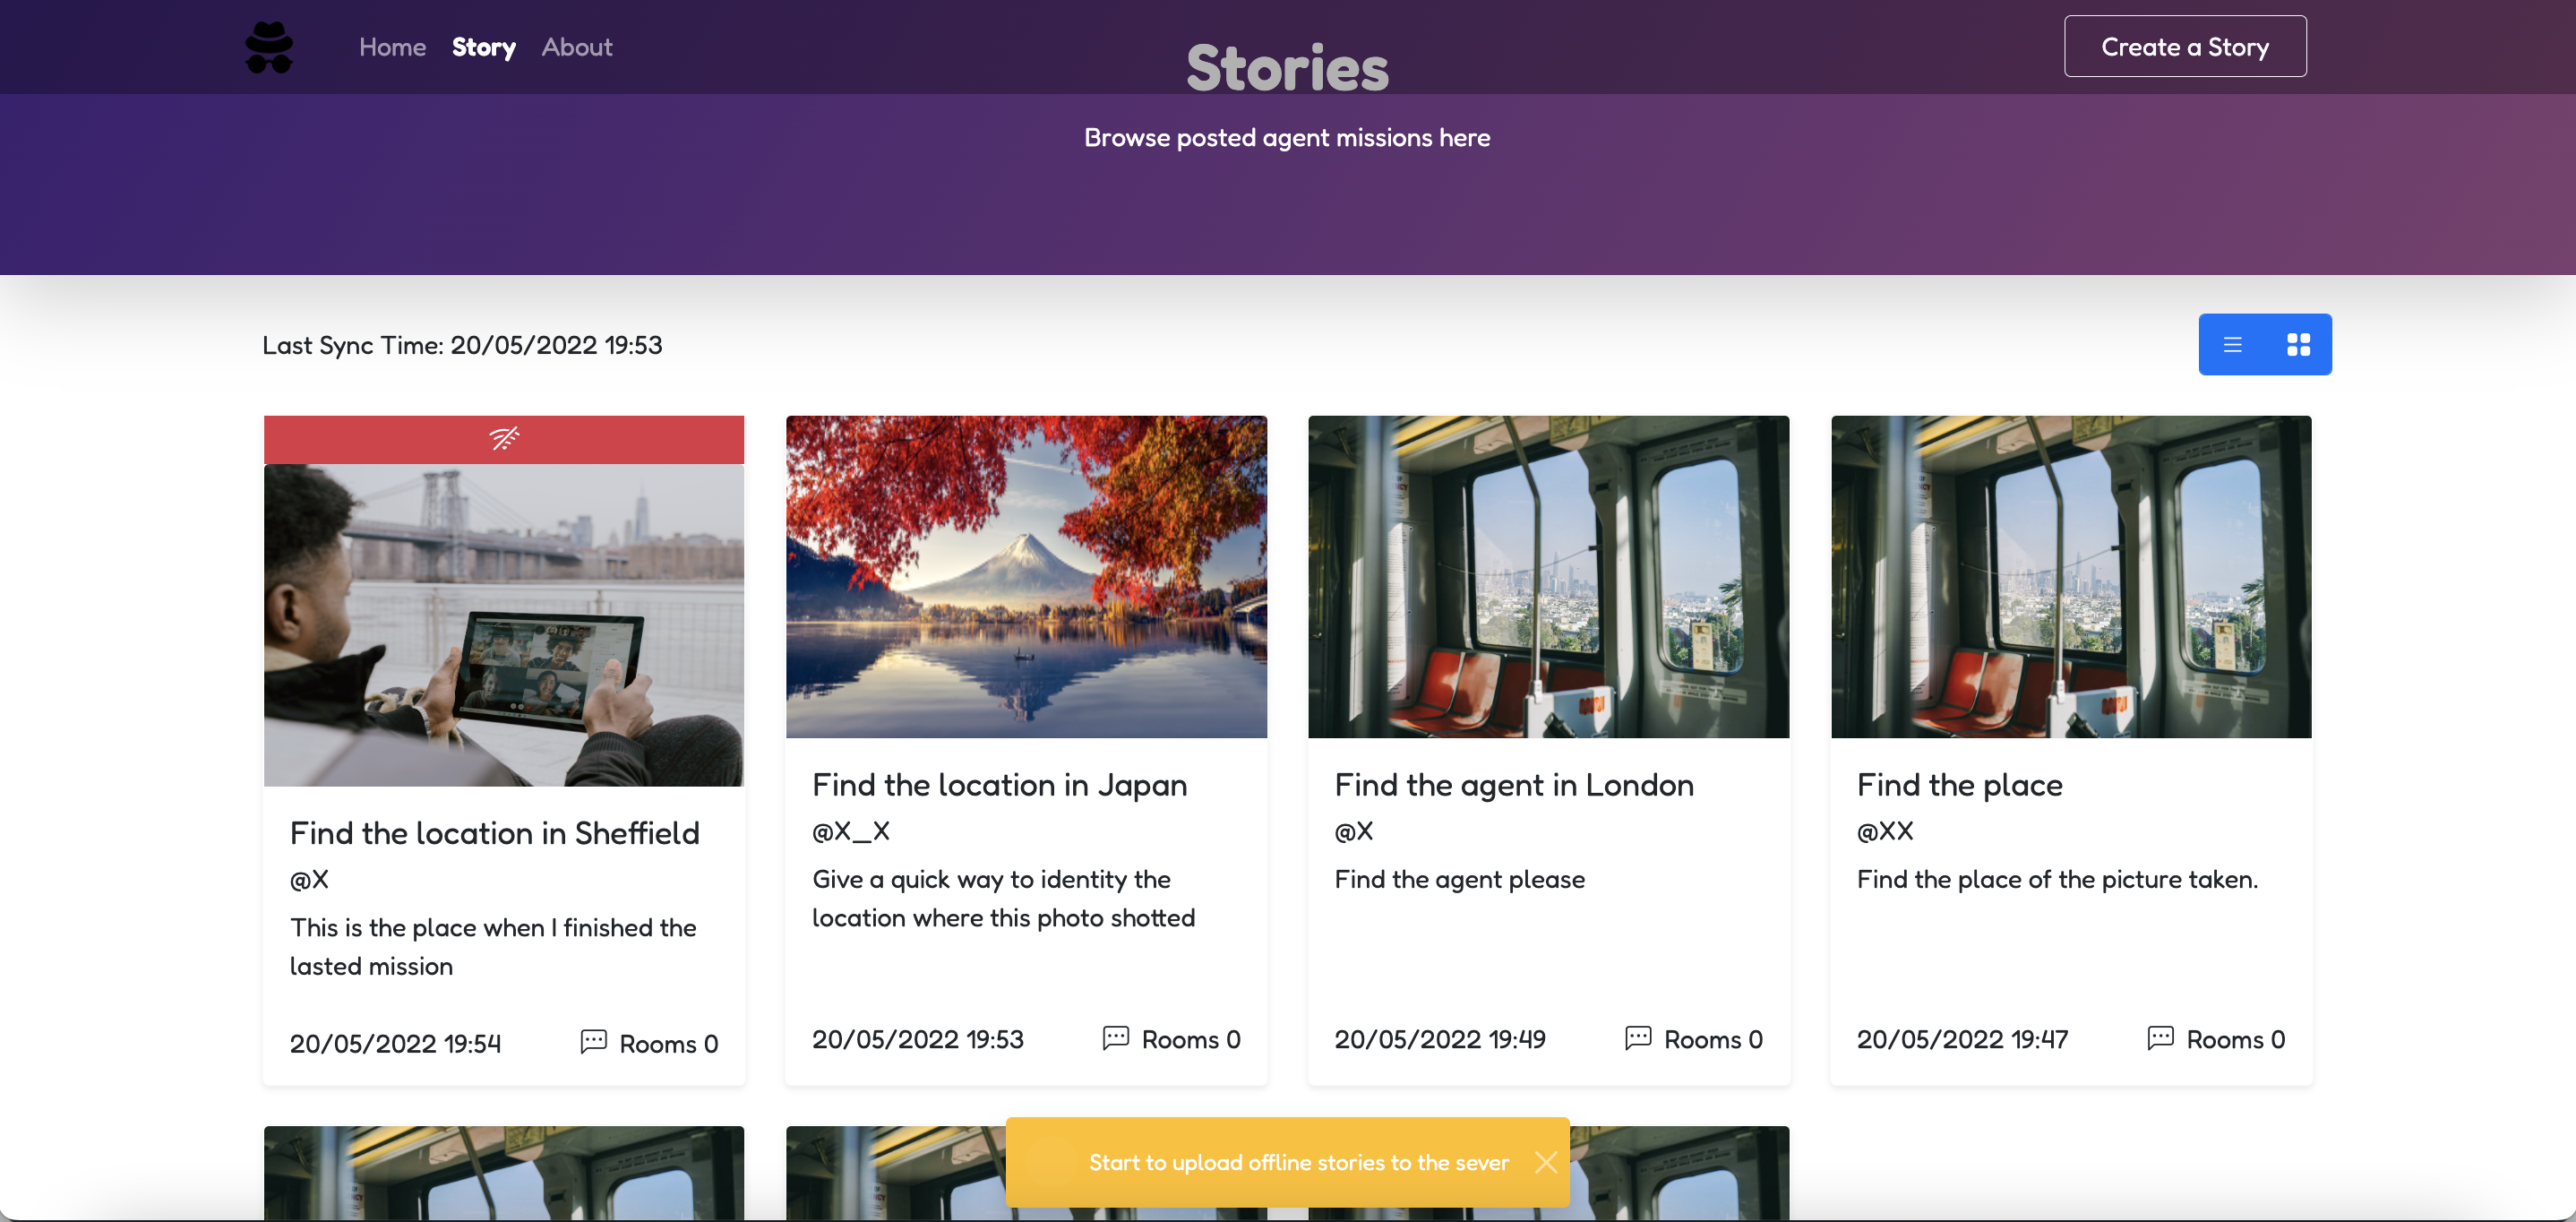 Home Story About
Stories
Create a Story
Browse posted agent missions here
Last Sync Time: 20/05/2022 19:53
Find the location in Sheffield
@X
This is the place when I finished the
lasted mission
20/05/2022 19:54
Rooms 0
Find the location in Japan
@X__X
Give a quick way to identity the
location where this photo shotted
20/05/2022 19:53
Rooms 0
Find the agent in London
@X
Find the agent please
20/05/2022 19:49
Rooms 0
Find the place
@XX
Find the place of the picture taken.
20/05/2022 19:47
Rooms 0
Start to upload offline stories to the sever